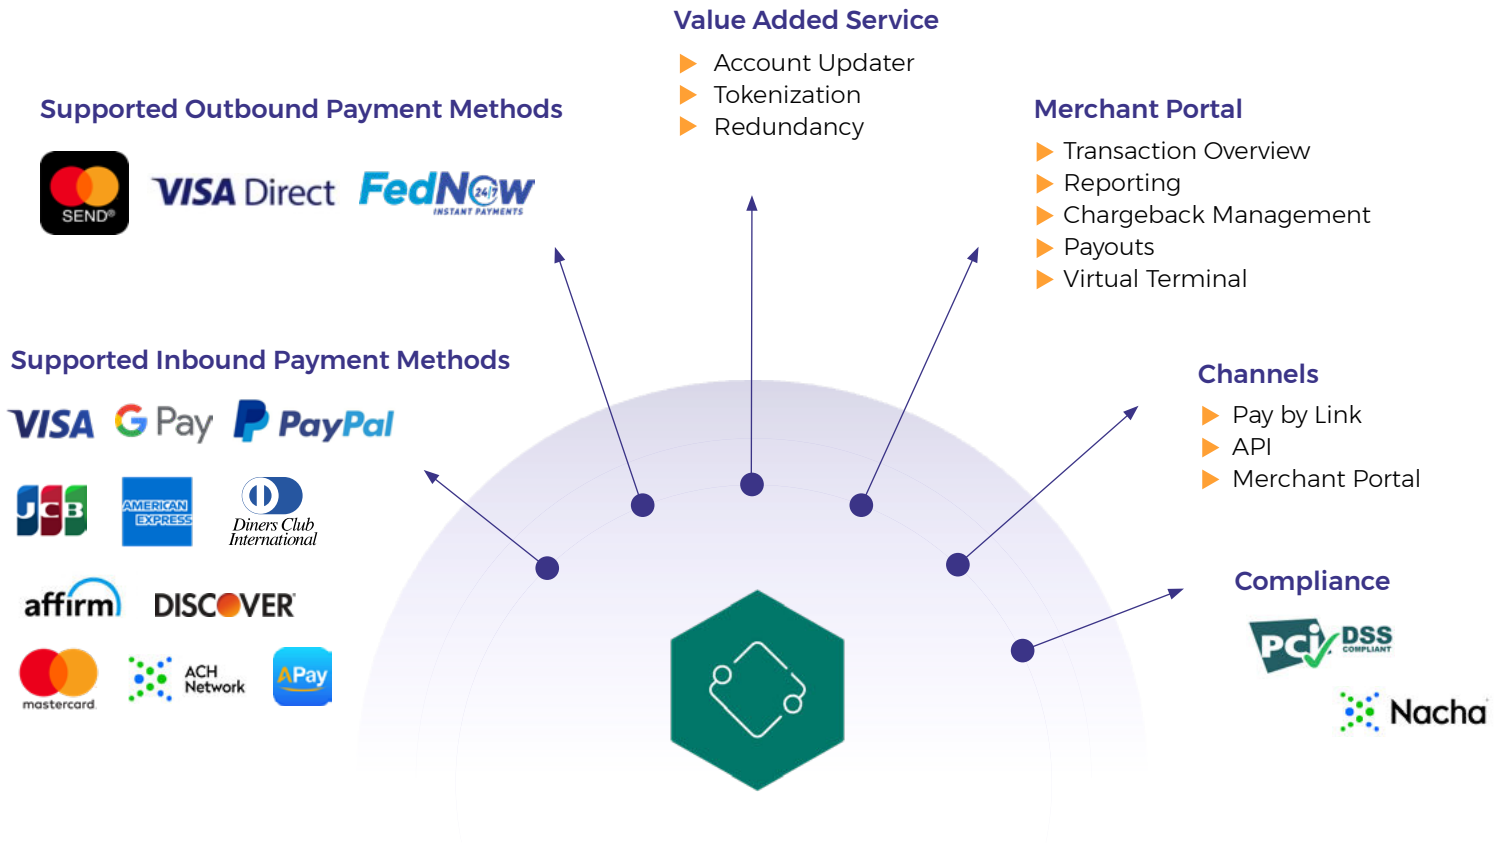 Value Added Service
Account Updater
Tokenization
Redundancy
Supported Outbound Payment Methods
SEND®
VISA Direct
FedNow
24/7
INSTANT PAYMENTS
Merchant Portal
Transaction Overview
Reporting
Chargeback Management
Payouts
Virtual Terminal
Supported Inbound Payment Methods
VISA
G Pay
PayPal
JCB
AMERICAN
EXPRESS
Diners Club
International
affirm
DISCOVER
mastercard.
ACH
Network
APay
Channels
Pay by Link
API
Merchant Portal
Compliance
PCi
DSS
COMPLIANT
Nacha